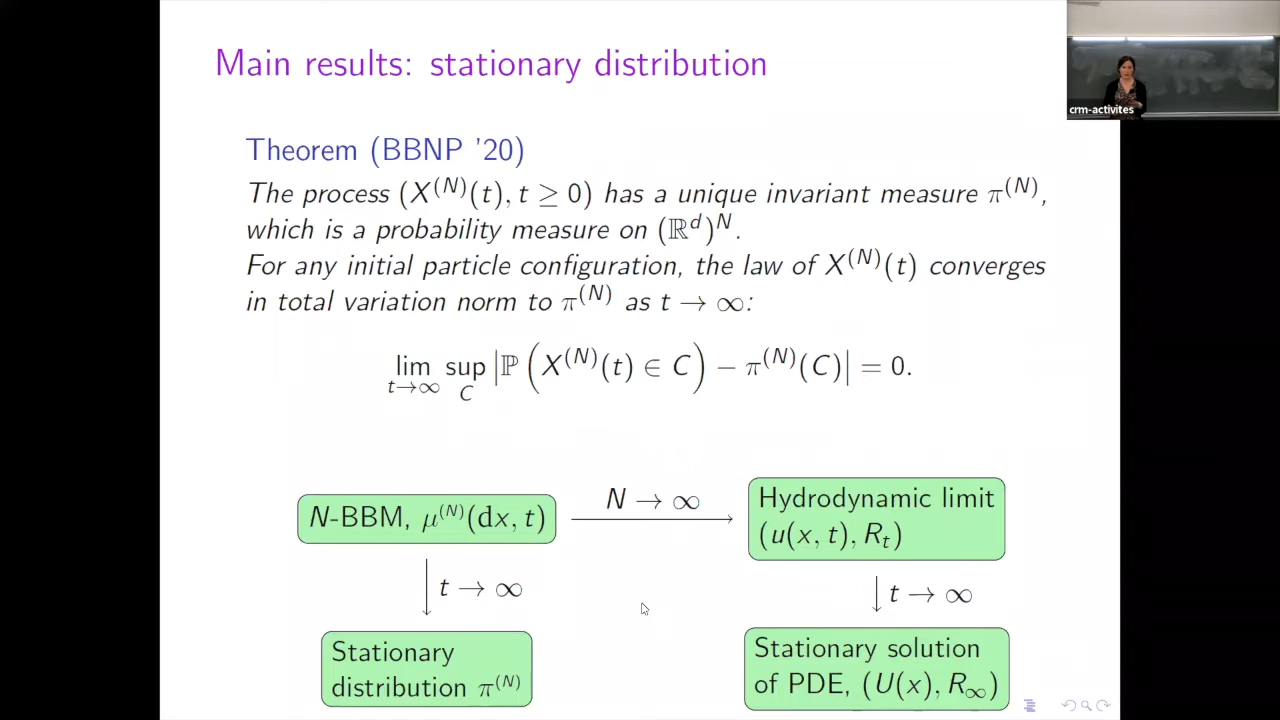 Main results: stationary distribution
crm-activites
Theorem (BBNP '20)
The process (X^(N)(t), t ≥ 0) has a unique invariant measure π^(N),
which is a probability measure on (ℝ^d)^N.
For any initial particle configuration, the law of X^(N)(t) converges
in total variation norm to π^(N) as t → ∞:
lim_{t→∞} sup_C |ℙ(X^(N)(t) ∈ C) − π^(N)(C)| = 0.
N-BBM, μ^(N)(dx, t)
N → ∞
Hydrodynamic limit
(u(x, t), R_t)
t → ∞
t → ∞
Stationary
distribution π^(N)
Stationary solution
of PDE, (U(x), R_∞)